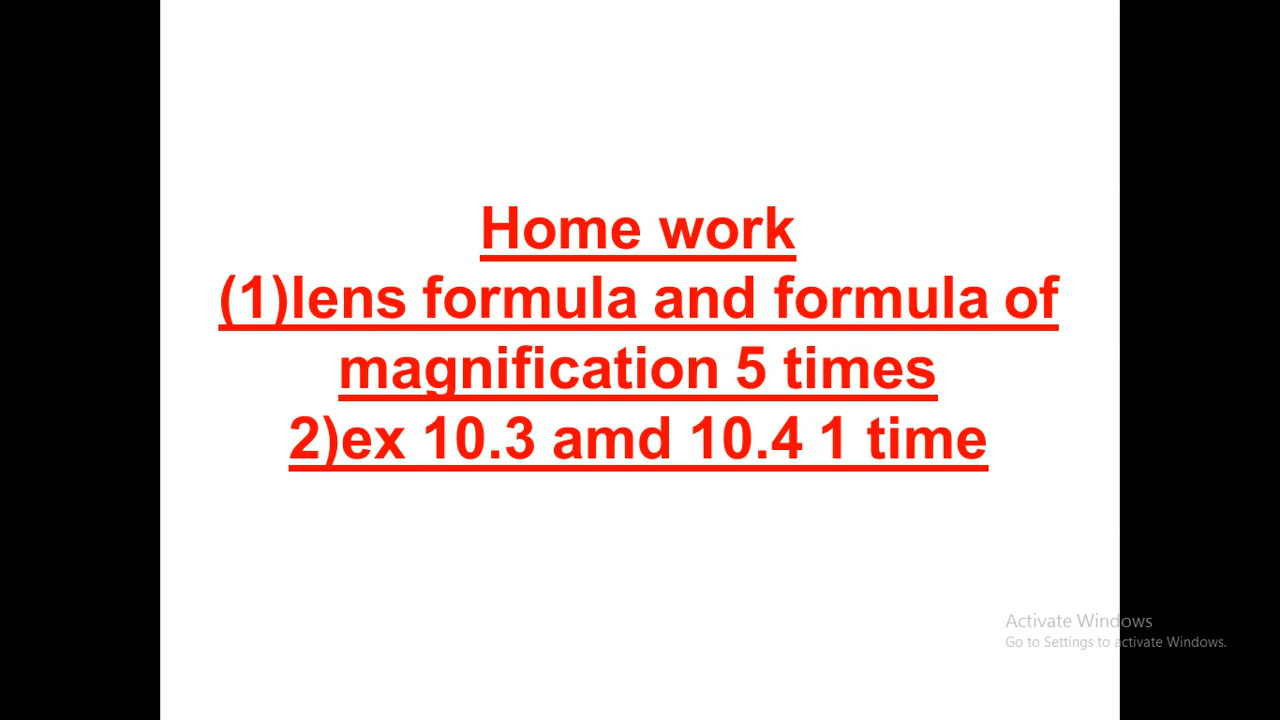 Home work
(1)lens formula and formula of
magnification 5 times
2)ex 10.3 amd 10.4 1 time
Activate Windows
Go to Settings to activate Windows.